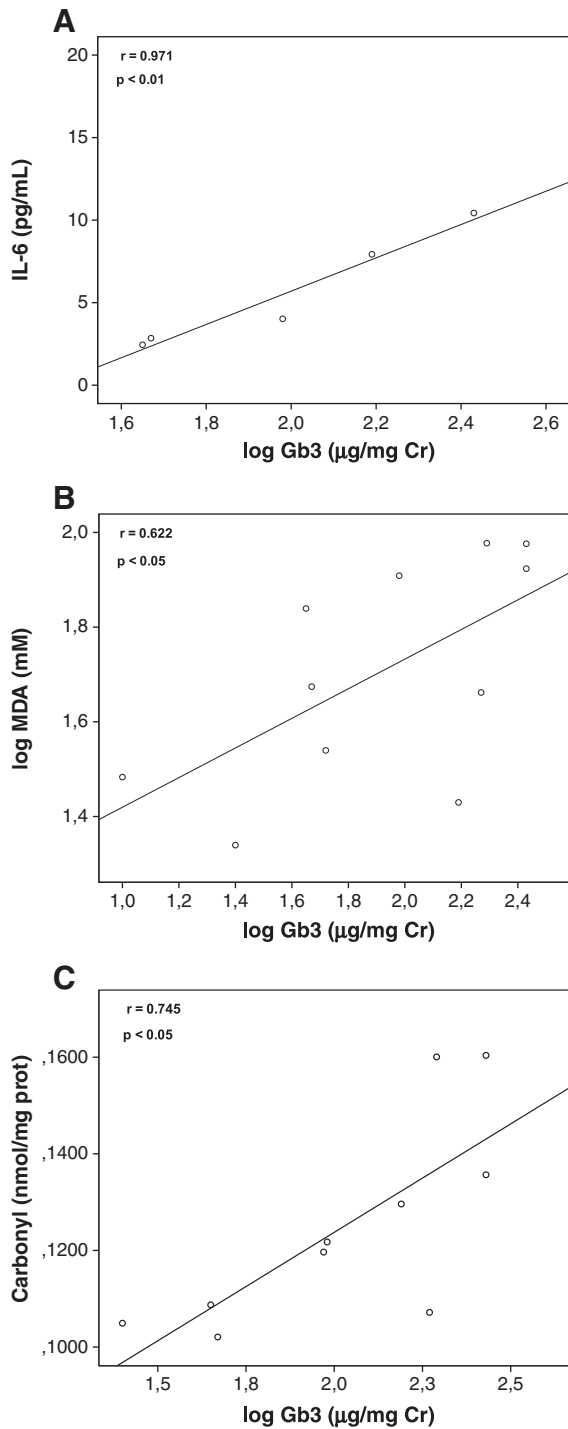 A
r = 0.971
p < 0.01
20
15
10
5
0
IL-6 (pg/mL)
1,6 1,8 2,0 2,2 2,4 2,6
log Gb3 (μg/mg Cr)
B
r = 0.622
p < 0.05
2,0
1,8
1,6
1,4
log MDA (mM)
1,0 1,2 1,4 1,6 1,8 2,0 2,2 2,4
log Gb3 (μg/mg Cr)
C
r = 0.745
p < 0.05
,1600
,1400
,1200
,1000
Carbonyl (nmol/mg prot)
1,5 1,8 2,0 2,3 2,5
log Gb3 (μg/mg Cr)